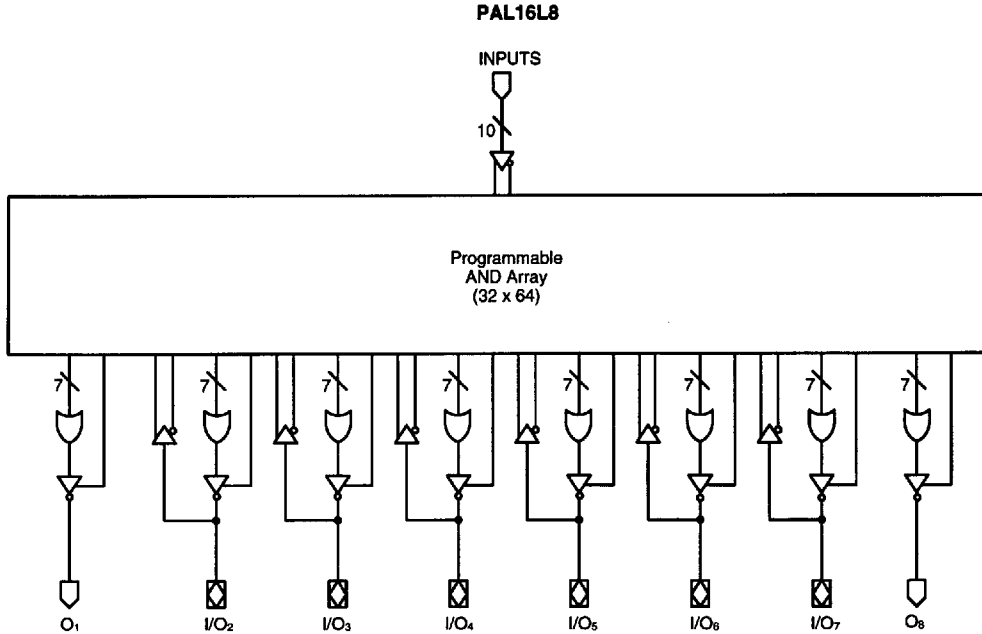 PAL16L8
INPUTS
10
Programmable
AND Array
(32 x 64)
7 7 7 7 7 7 7 7
O1 I/O2 I/O3 I/O4 I/O5 I/O6 I/O7 O8